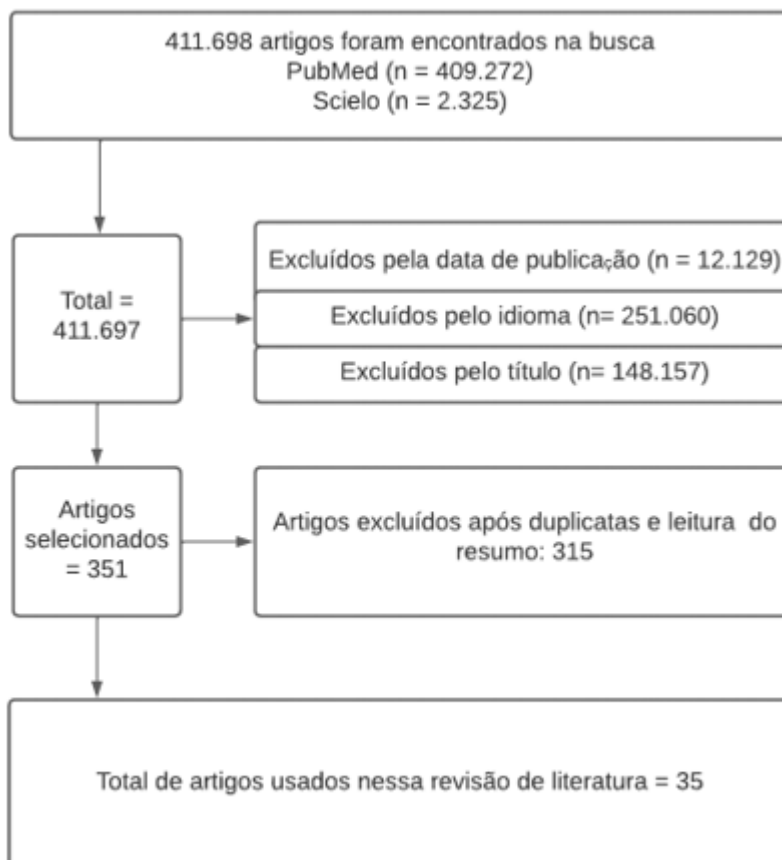 411.698 artigos foram encontrados na busca
PubMed (n = 409.272)
Scielo (n = 2.325)
Total =
411.697
Excluídos pela data de publicação (n = 12.129)
Excluídos pelo idioma (n= 251.060)
Excluídos pelo título (n= 148.157)
Artigos
selecionados
= 351
Artigos excluídos após duplicatas e leitura do
resumo: 315
Total de artigos usados nessa revisão de literatura = 35